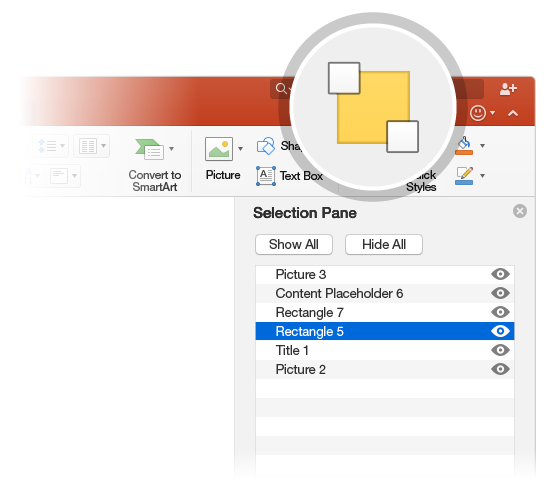 Sha
Convert to
SmartArt
Picture
Text Box
Styles
Selection Pane
Show All
Hide All
Picture 3
Content Placeholder 6
Rectangle 7
Rectangle 5
Title 1
Picture 2